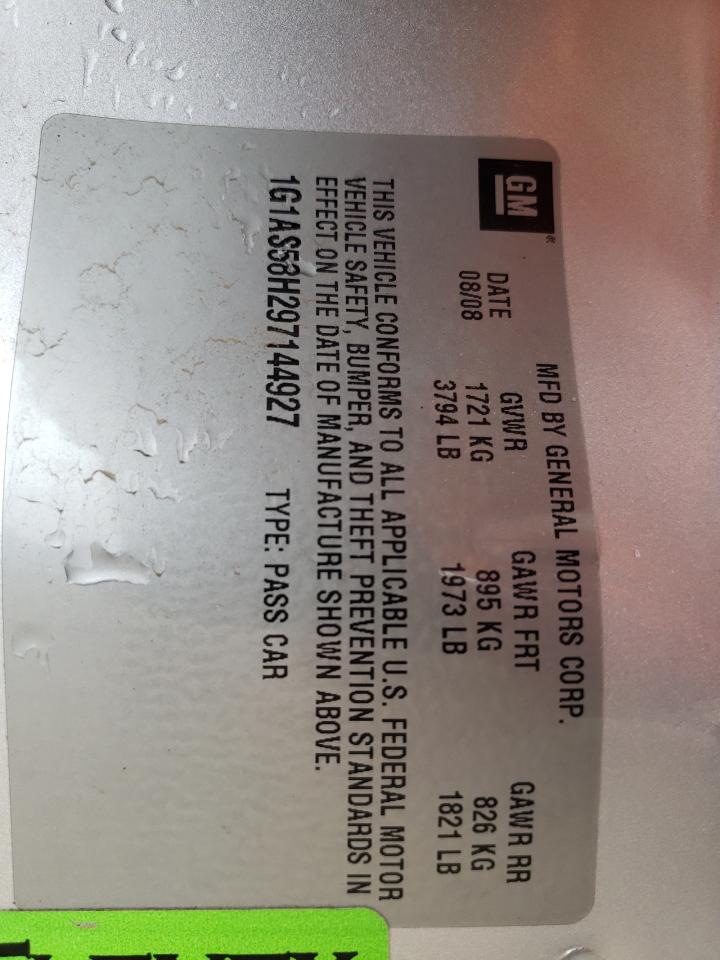 GM®
MFD BY GENERAL MOTORS CORP.
DATE GVWR GAWR FRT GAWR RR
08/08 1721 KG 895 KG 826 KG
3794 LB 1973 LB 1821 LB
THIS VEHICLE CONFORMS TO ALL APPLICABLE U.S. FEDERAL MOTOR
VEHICLE SAFETY, BUMPER, AND THEFT PREVENTION STANDARDS IN
EFFECT ON THE DATE OF MANUFACTURE SHOWN ABOVE.
1G1AS58H297144927 TYPE: PASS CAR